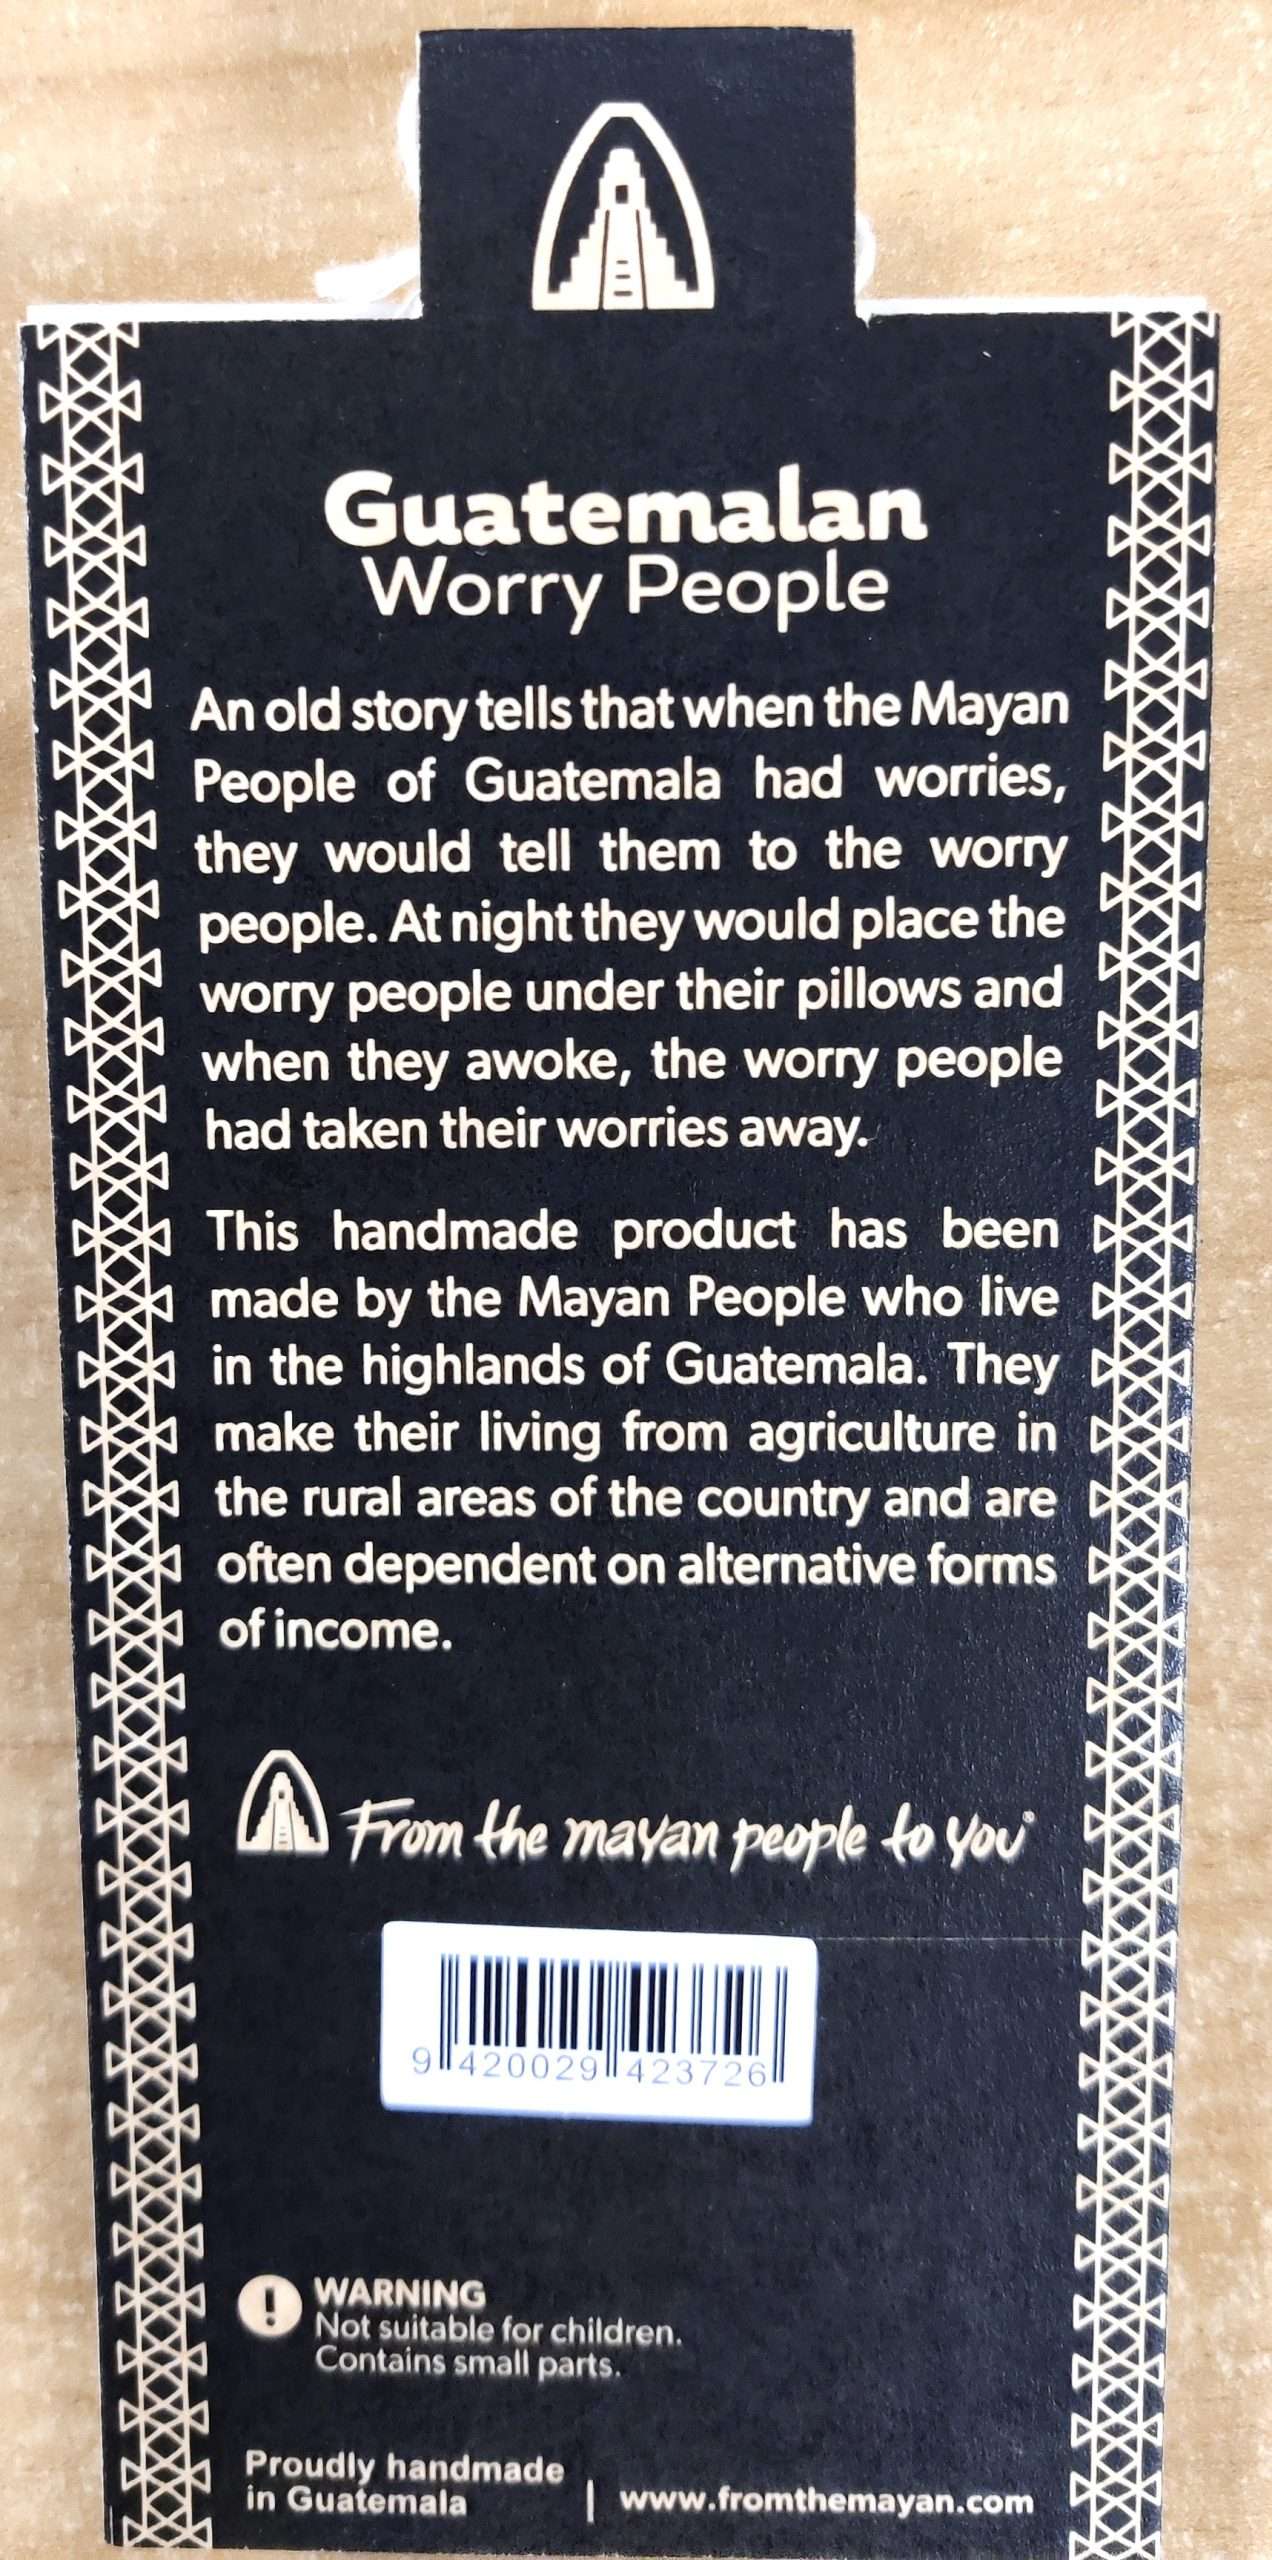 Guatemalan
Worry People
An old story tells that when the Mayan
People of Guatemala had worries,
they would tell them to the worry
people. At night they would place the
worry people under their pillows and
when they awoke, the worry people
had taken their worries away.
This handmade product has been
made by the Mayan People who live
in the highlands of Guatemala. They
make their living from agriculture in
the rural areas of the country and are
often dependent on alternative forms
of income.
From the mayan people to you®
9 420029 423726
WARNING
Not suitable for children.
Contains small parts.
Proudly handmade
in Guatemala | www.fromthemayan.com